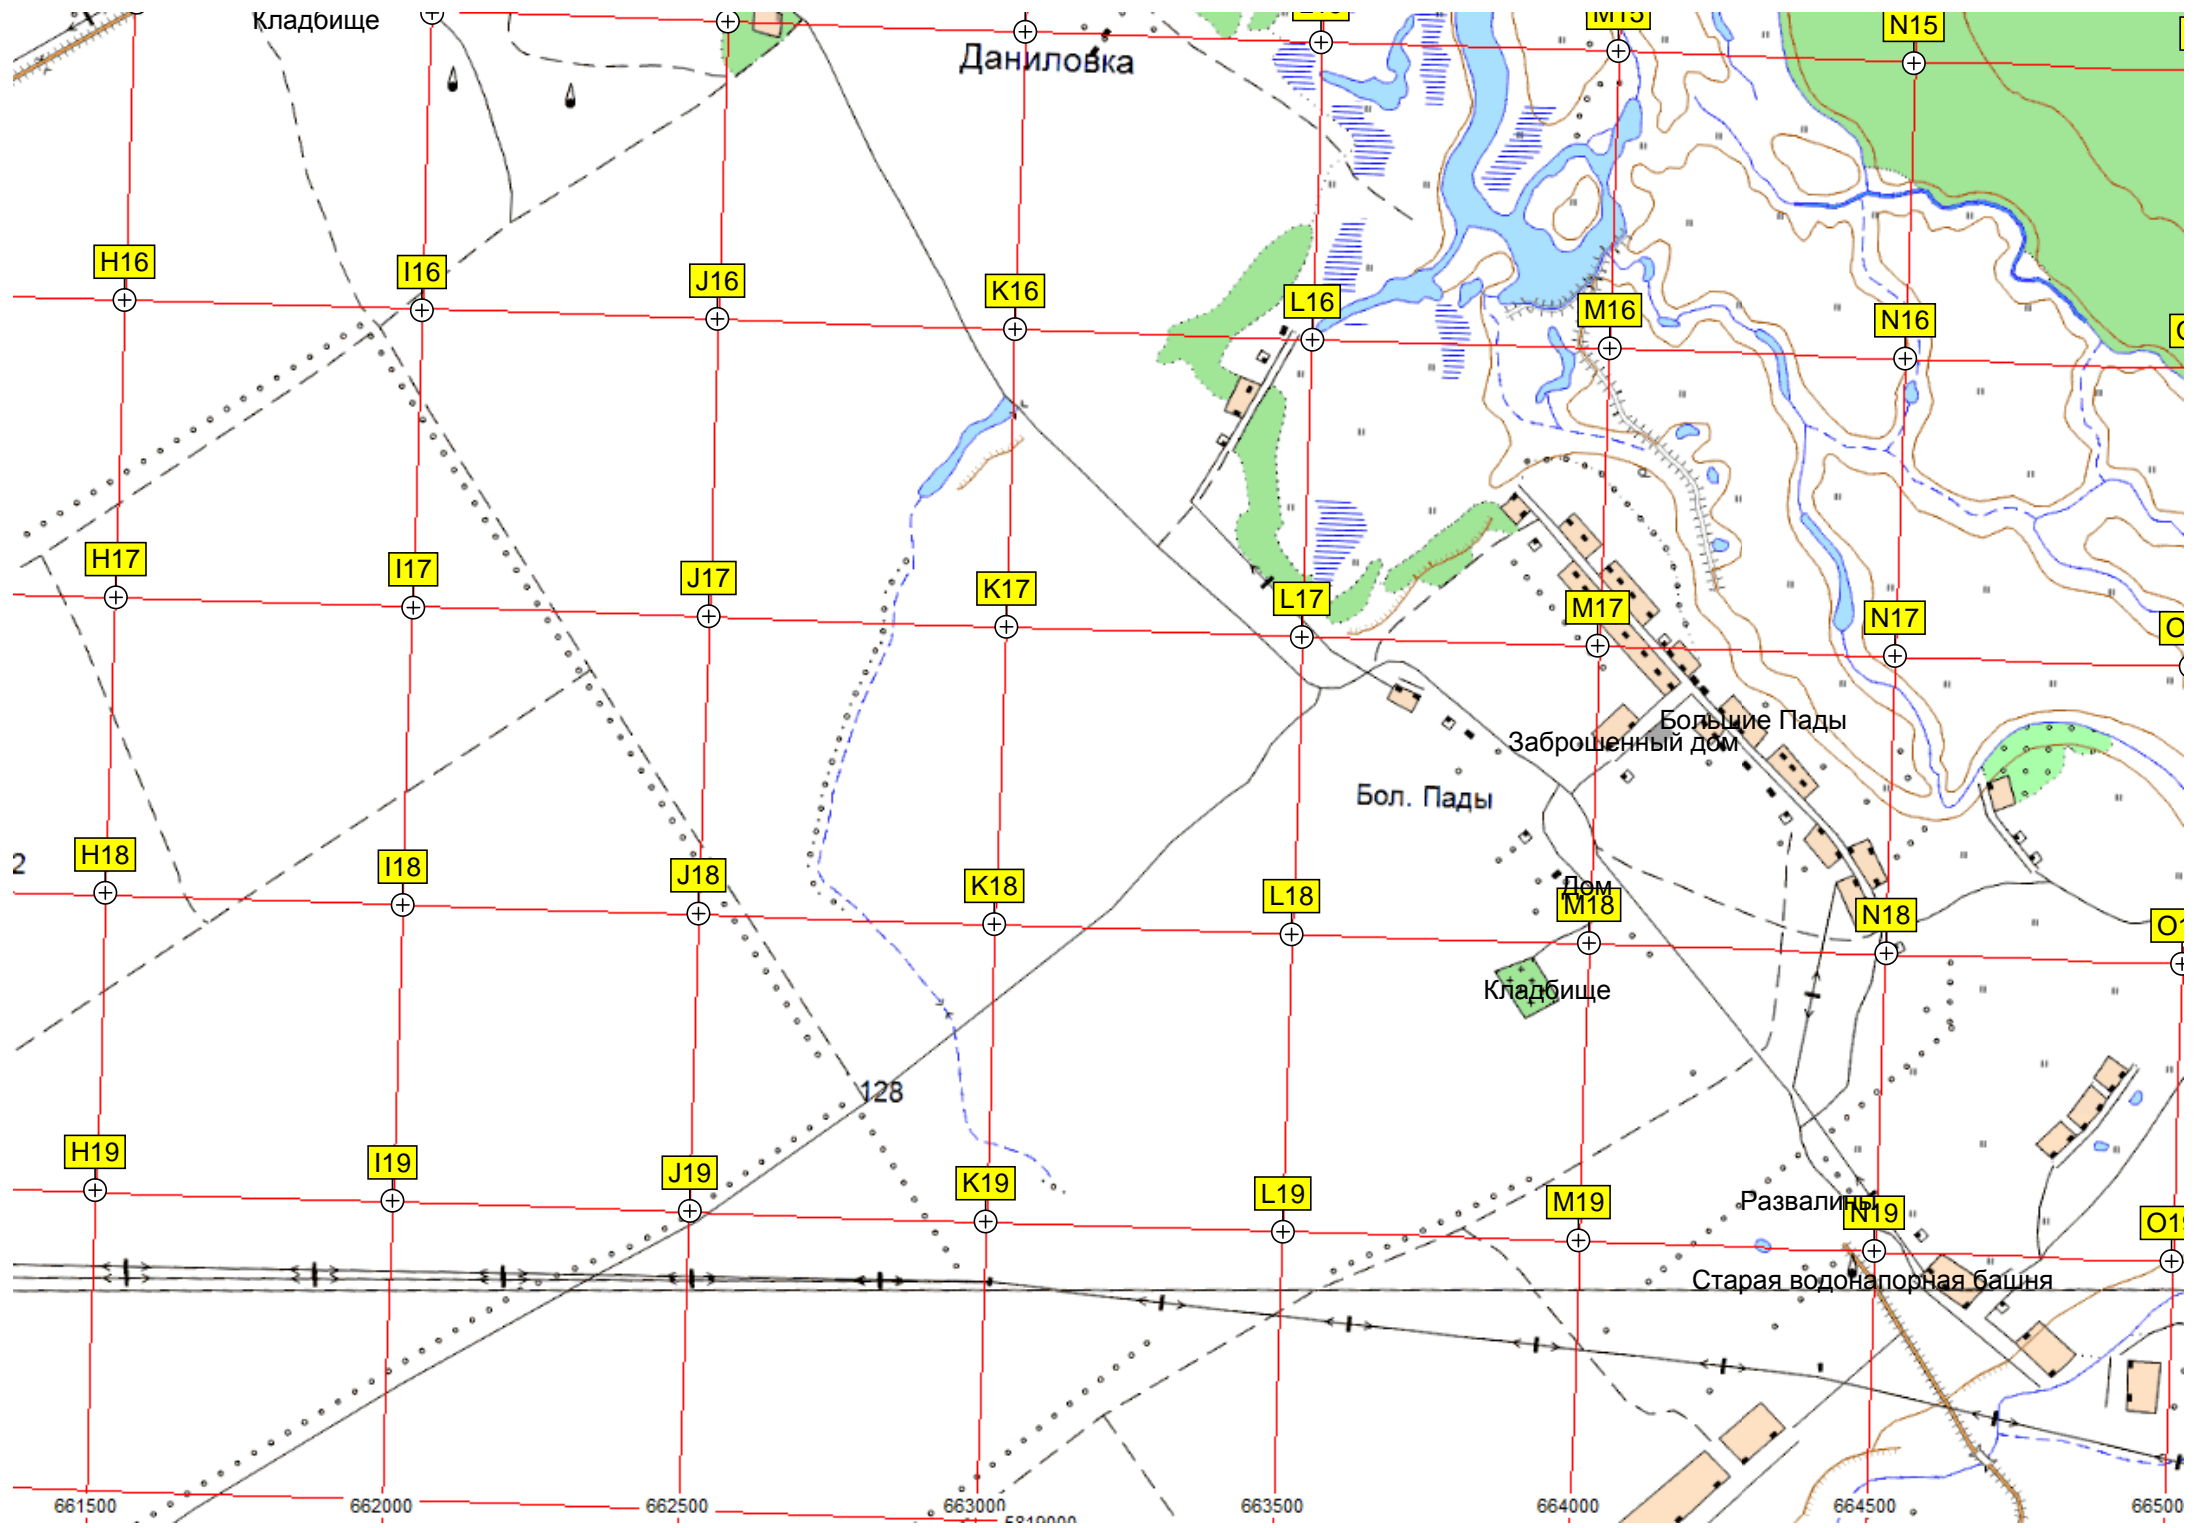 Кладбище
M15
N15
Даниловка
H16
I16
J16
K16
L16
M16
N16
H17
I17
J17
K17
L17
M17
N17
Большие Пады
Заброшенный дом
Бол. Пады
2
H18
I18
J18
K18
L18
Дом
M18
N18
Кладбище
128
H19
I19
J19
K19
L19
M19
Развалины
N19
Старая водонапорная башня
661500 662000 662500 663000 663500 664000 664500